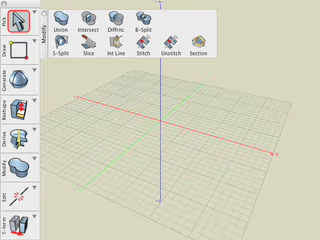 Pick
Draw
Generate
Reshape
Derive
Modify
Edit
T-form
Modify
Union Intersect Diffrnc B-Split
S-Split Slice Int Line Stitch Unstitch Section